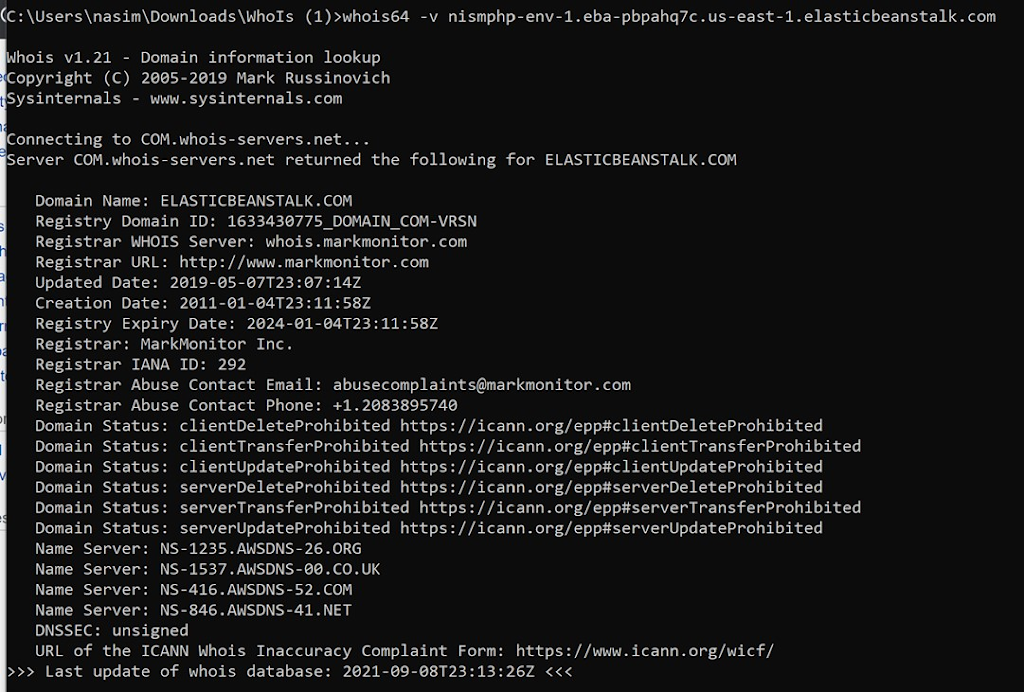 C:\Users\nasim\Downloads\WhoIs (1)>whois64 -v nismphp-env-1.eba-pbpahq7c.us-east-1.elasticbeanstalk.com
Whois v1.21 - Domain information lookup
Copyright (C) 2005-2019 Mark Russinovich
Sysinternals - www.sysinternals.com
Connecting to COM.whois-servers.net...
Server COM.whois-servers.net returned the following for ELASTICBEANSTALK.COM
Domain Name: ELASTICBEANSTALK.COM
Registry Domain ID: 1633430775_DOMAIN_COM-VRSN
Registrar WHOIS Server: whois.markmonitor.com
Registrar URL: http://www.markmonitor.com
Updated Date: 2019-05-07T23:07:14Z
Creation Date: 2011-01-04T23:11:58Z
Registry Expiry Date: 2024-01-04T23:11:58Z
Registrar: MarkMonitor Inc.
Registrar IANA ID: 292
Registrar Abuse Contact Email: abusecomplaints@markmonitor.com
Registrar Abuse Contact Phone: +1.2083895740
Domain Status: clientDeleteProhibited https://icann.org/epp#clientDeleteProhibited
Domain Status: clientTransferProhibited https://icann.org/epp#clientTransferProhibited
Domain Status: clientUpdateProhibited https://icann.org/epp#clientUpdateProhibited
Domain Status: serverDeleteProhibited https://icann.org/epp#serverDeleteProhibited
Domain Status: serverTransferProhibited https://icann.org/epp#serverTransferProhibited
Domain Status: serverUpdateProhibited https://icann.org/epp#serverUpdateProhibited
Name Server: NS-1235.AWSDNS-26.ORG
Name Server: NS-1537.AWSDNS-00.CO.UK
Name Server: NS-416.AWSDNS-52.COM
Name Server: NS-846.AWSDNS-41.NET
DNSSEC: unsigned
URL of the ICANN Whois Inaccuracy Complaint Form: https://www.icann.org/wicf/
>>> Last update of whois database: 2021-09-08T23:13:26Z <<<